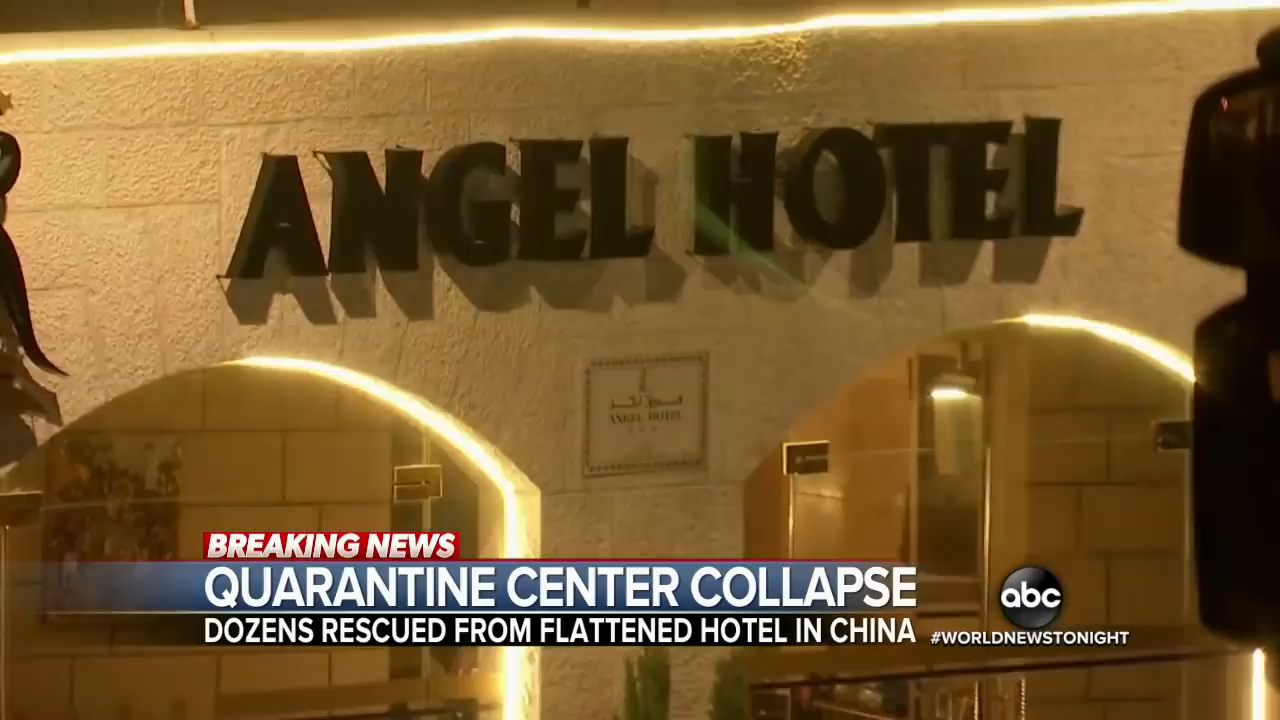 ANGEL HOTEL
ANGEL HOTEL
BREAKING NEWS
QUARANTINE CENTER COLLAPSE
DOZENS RESCUED FROM FLATTENED HOTEL IN CHINA
abc
#WORLDNEWSTONIGHT